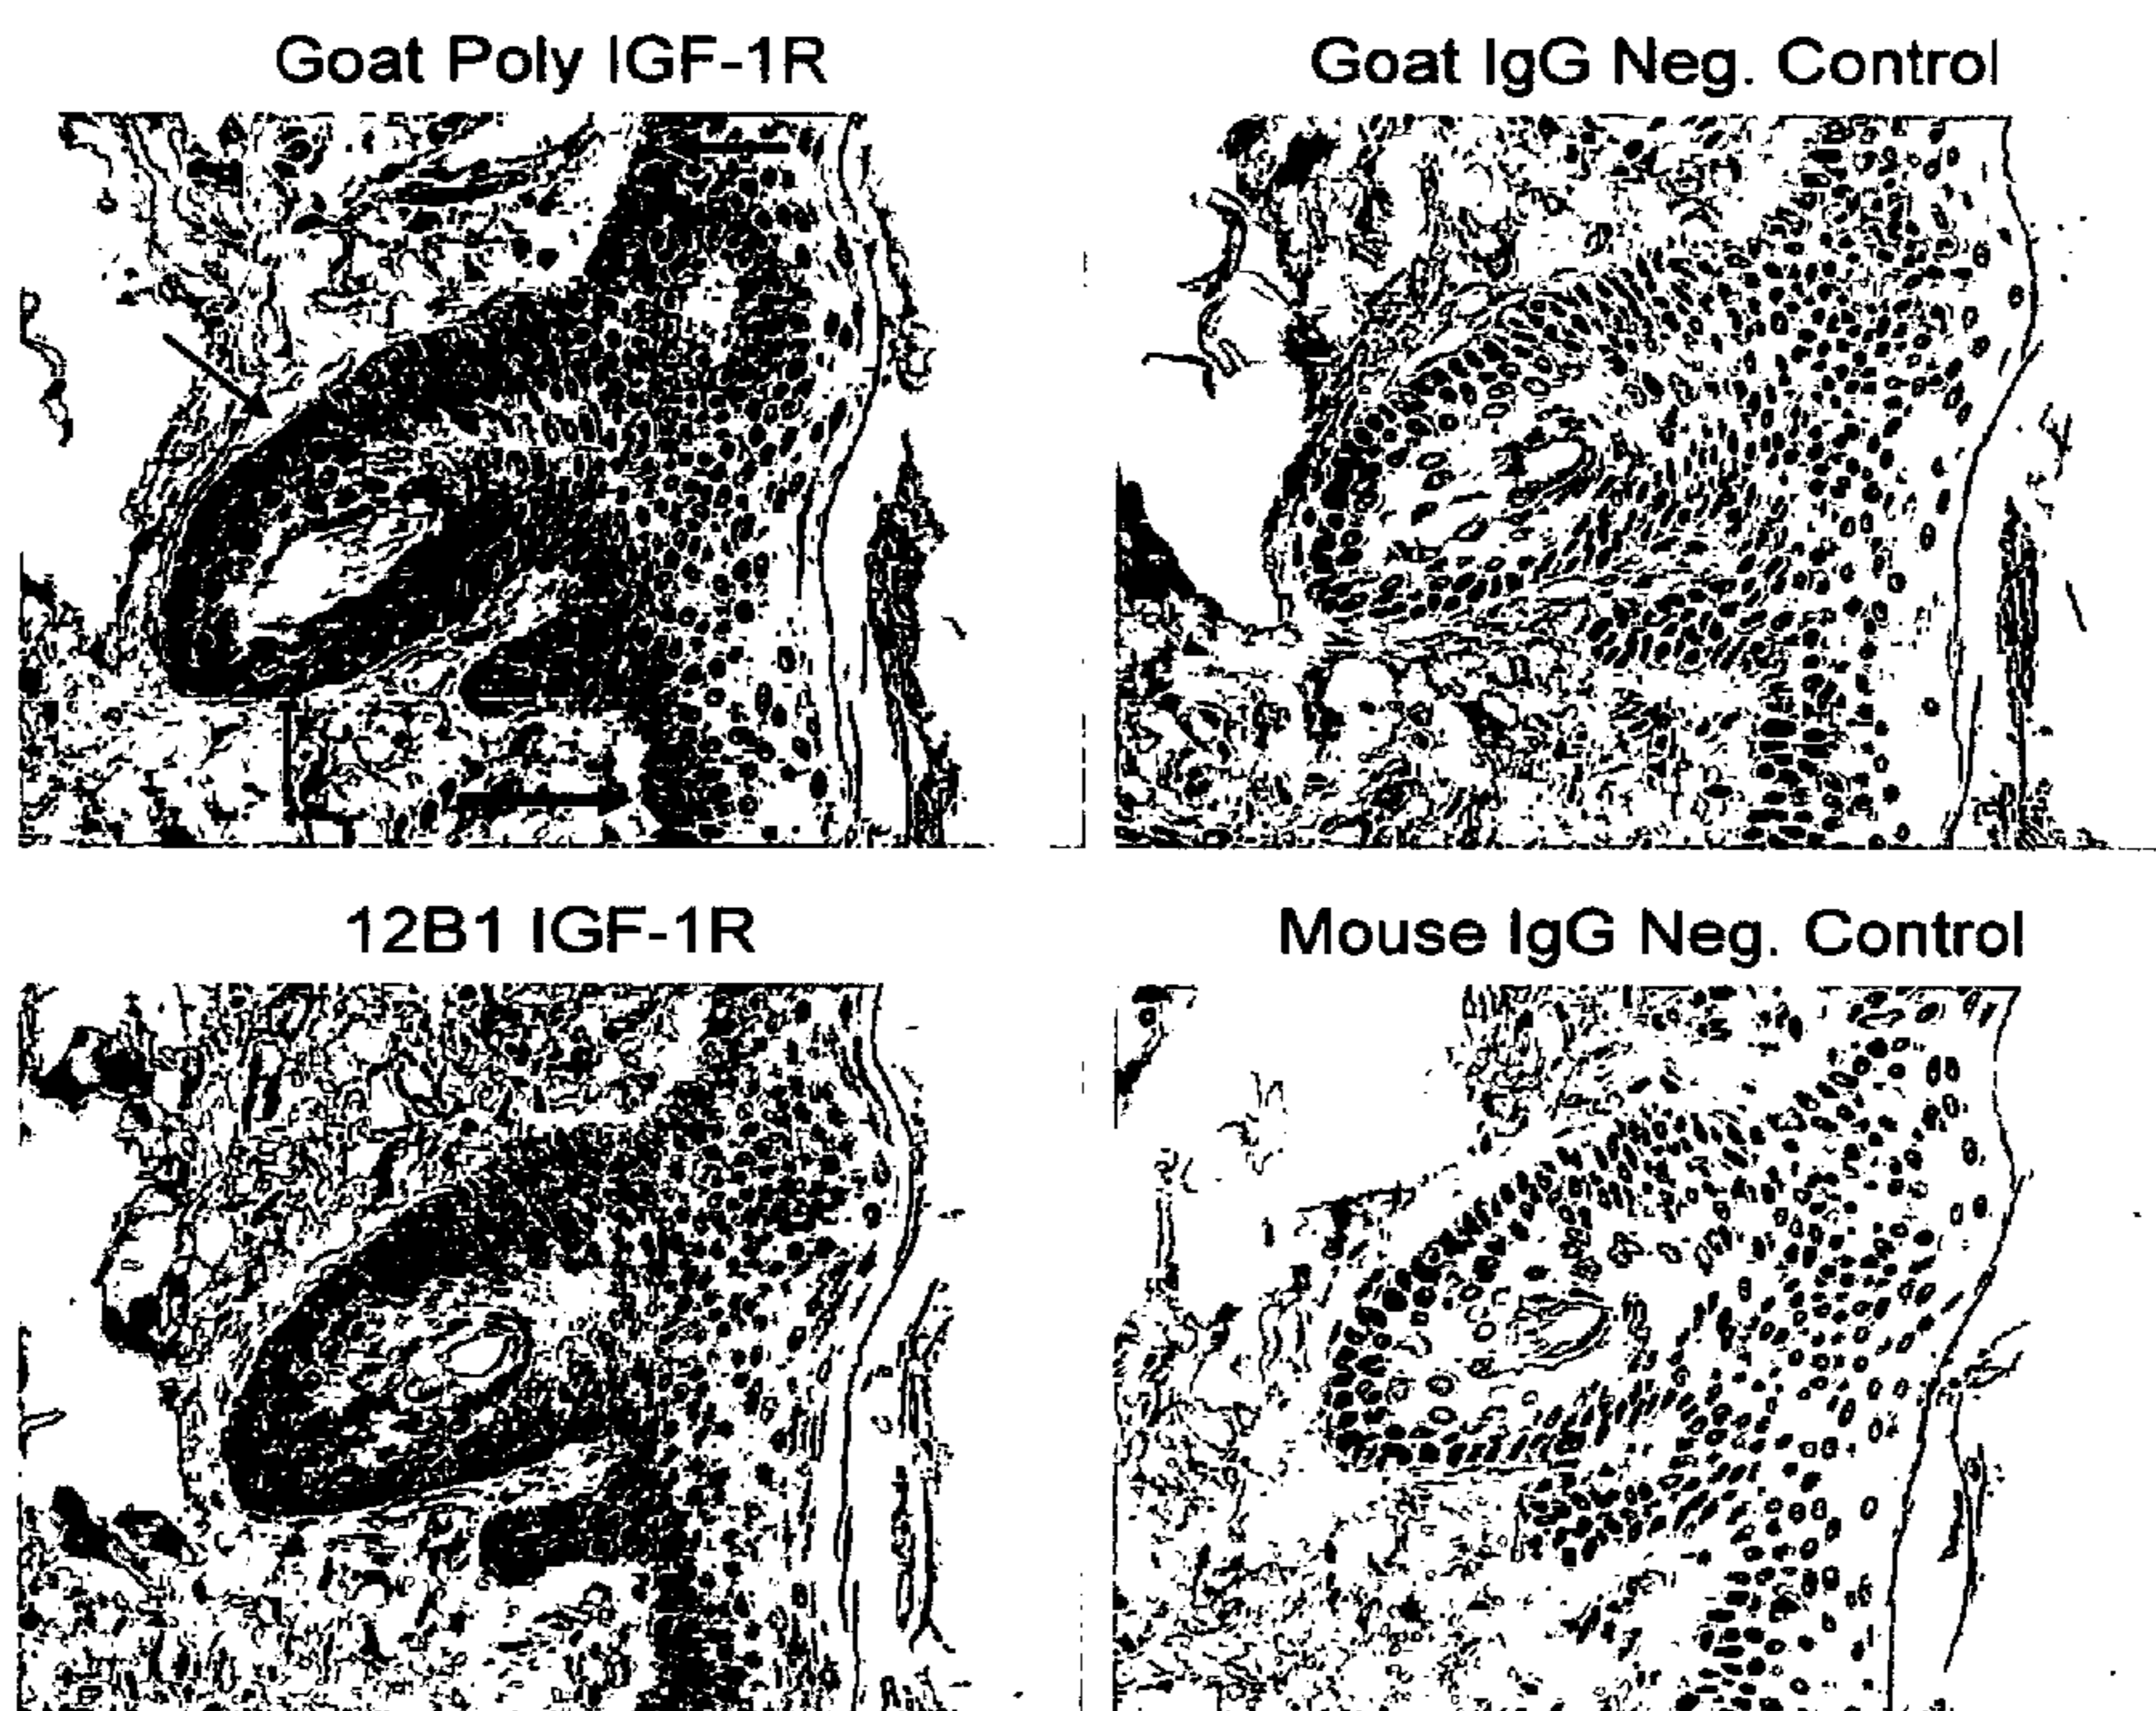 Goat Poly IGF-1R
Goat IgG Neg. Control
12B1 IGF-1R
Mouse IgG Neg. Control